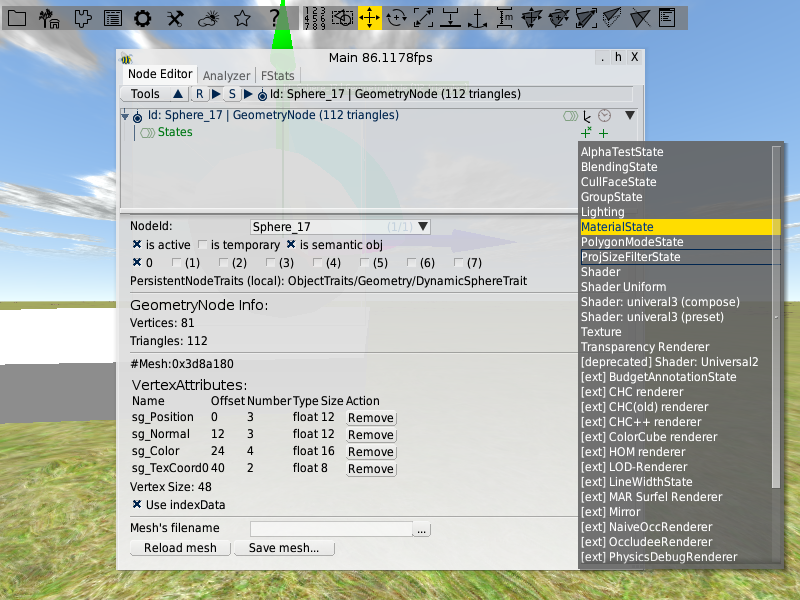 Main 86.1178fps
. h X
Node Editor Analyzer FStats
Tools R S Id: Sphere_17 | GeometryNode (112 triangles)
Id: Sphere_17 | GeometryNode (112 triangles)
States
NodeId: Sphere_17 (1/1)
is active is temporary is semantic obj
0 (1) (2) (3) (4) (5) (6) (7)
PersistentNodeTraits (local): ObjectTraits/Geometry/DynamicSphereTrait
GeometryNode Info:
Vertices: 81
Triangles: 112
#Mesh:0x3d8a180
VertexAttributes:
Name Offset Number Type Size Action
sg_Position 0 3 float 12 Remove
sg_Normal 12 3 float 12 Remove
sg_Color 24 4 float 16 Remove
sg_TexCoord0 40 2 float 8 Remove
Vertex Size: 48
Use indexData
Mesh's filename ...
Reload mesh Save mesh...
AlphaTestState
BlendingState
CullFaceState
GroupState
Lighting
MaterialState
PolygonModeState
ProjSizeFilterState
Shader
Shader Uniform
Shader: univeral3 (compose)
Shader: univeral3 (preset)
Texture
Transparency Renderer
[deprecated] Shader: Universal2
[ext] BudgetAnnotationState
[ext] CHC renderer
[ext] CHC(old) renderer
[ext] CHC++ renderer
[ext] ColorCube renderer
[ext] HOM renderer
[ext] LOD-Renderer
[ext] LineWidthState
[ext] MAR Surfel Renderer
[ext] Mirror
[ext] NaiveOccRenderer
[ext] OccludeeRenderer
[ext] PhysicsDebugRenderer